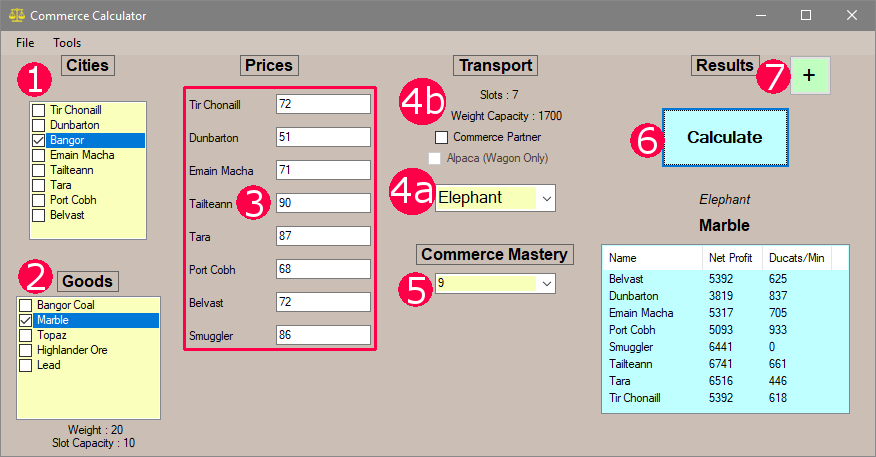 Commerce Calculator
File Tools
1 Cities
Tir Chonaill
Dunbarton
Bangor
Emain Macha
Tailteann
Tara
Port Cobh
Belvast
2 Goods
Bangor Coal
Marble
Topaz
Highlander Ore
Lead
Weight : 20
Slot Capacity : 10
Prices
Tir Chonaill 72
Dunbarton 51
Emain Macha 71
Tailteann 3 90
Tara 87
Port Cobh 68
Belvast 72
Smuggler 86
Transport
4b
Slots : 7
Weight Capacity : 1700
Commerce Partner
Alpaca (Wagon Only)
4a Elephant
Commerce Mastery
5 9
Results
7 +
6 Calculate
Elephant
Marble
Name Net Profit Ducats/Min
Belvast 5392 625
Dunbarton 3819 837
Emain Macha 5317 705
Port Cobh 5093 933
Smuggler 6441 0
Tailteann 6741 661
Tara 6516 446
Tir Chonaill 5392 618